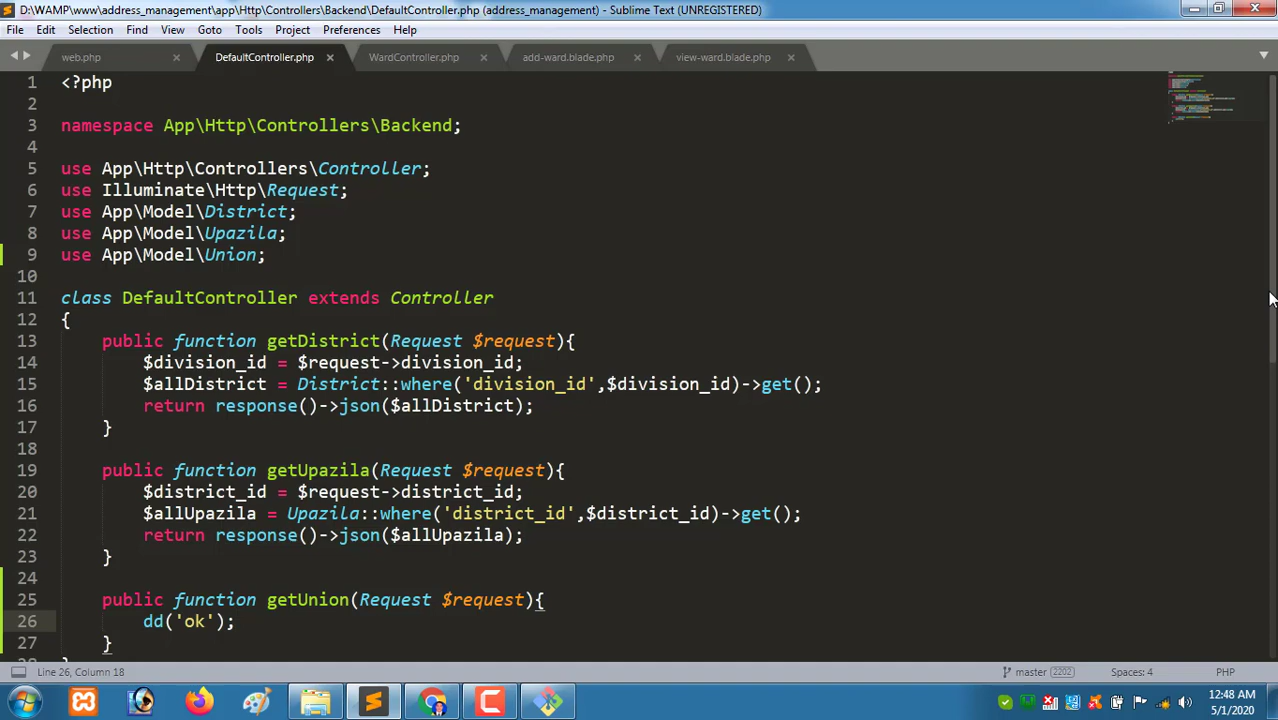 D:\WAMP\www\address_management\app\Http\Controllers\Backend\DefaultController.php (address_management) - Sublime Text (UNREGISTERED)
File Edit Selection Find View Goto Tools Project Preferences Help
web.php × DefaultController.php × WardController.php × add-ward.blade.php × view-ward.blade.php ×
1 <?php
2
3 namespace App\Http\Controllers\Backend;
4
5 use App\Http\Controllers\Controller;
6 use Illuminate\Http\Request;
7 use App\Model\District;
8 use App\Model\Upazila;
9 use App\Model\Union;
10
11 class DefaultController extends Controller
12 {
13 public function getDistrict(Request $request){
14 $division_id = $request->division_id;
15 $allDistrict = District::where('division_id',$division_id)->get();
16 return response()->json($allDistrict);
17 }
18
19 public function getUpazila(Request $request){
20 $district_id = $request->district_id;
21 $allUpazila = Upazila::where('district_id',$district_id)->get();
22 return response()->json($allUpazila);
23 }
24
25 public function getUnion(Request $request){
26 dd('ok');
27 }
28 }
Line 26, Column 18 master 2202 Spaces: 4 PHP
12:48 AM
5/1/2020